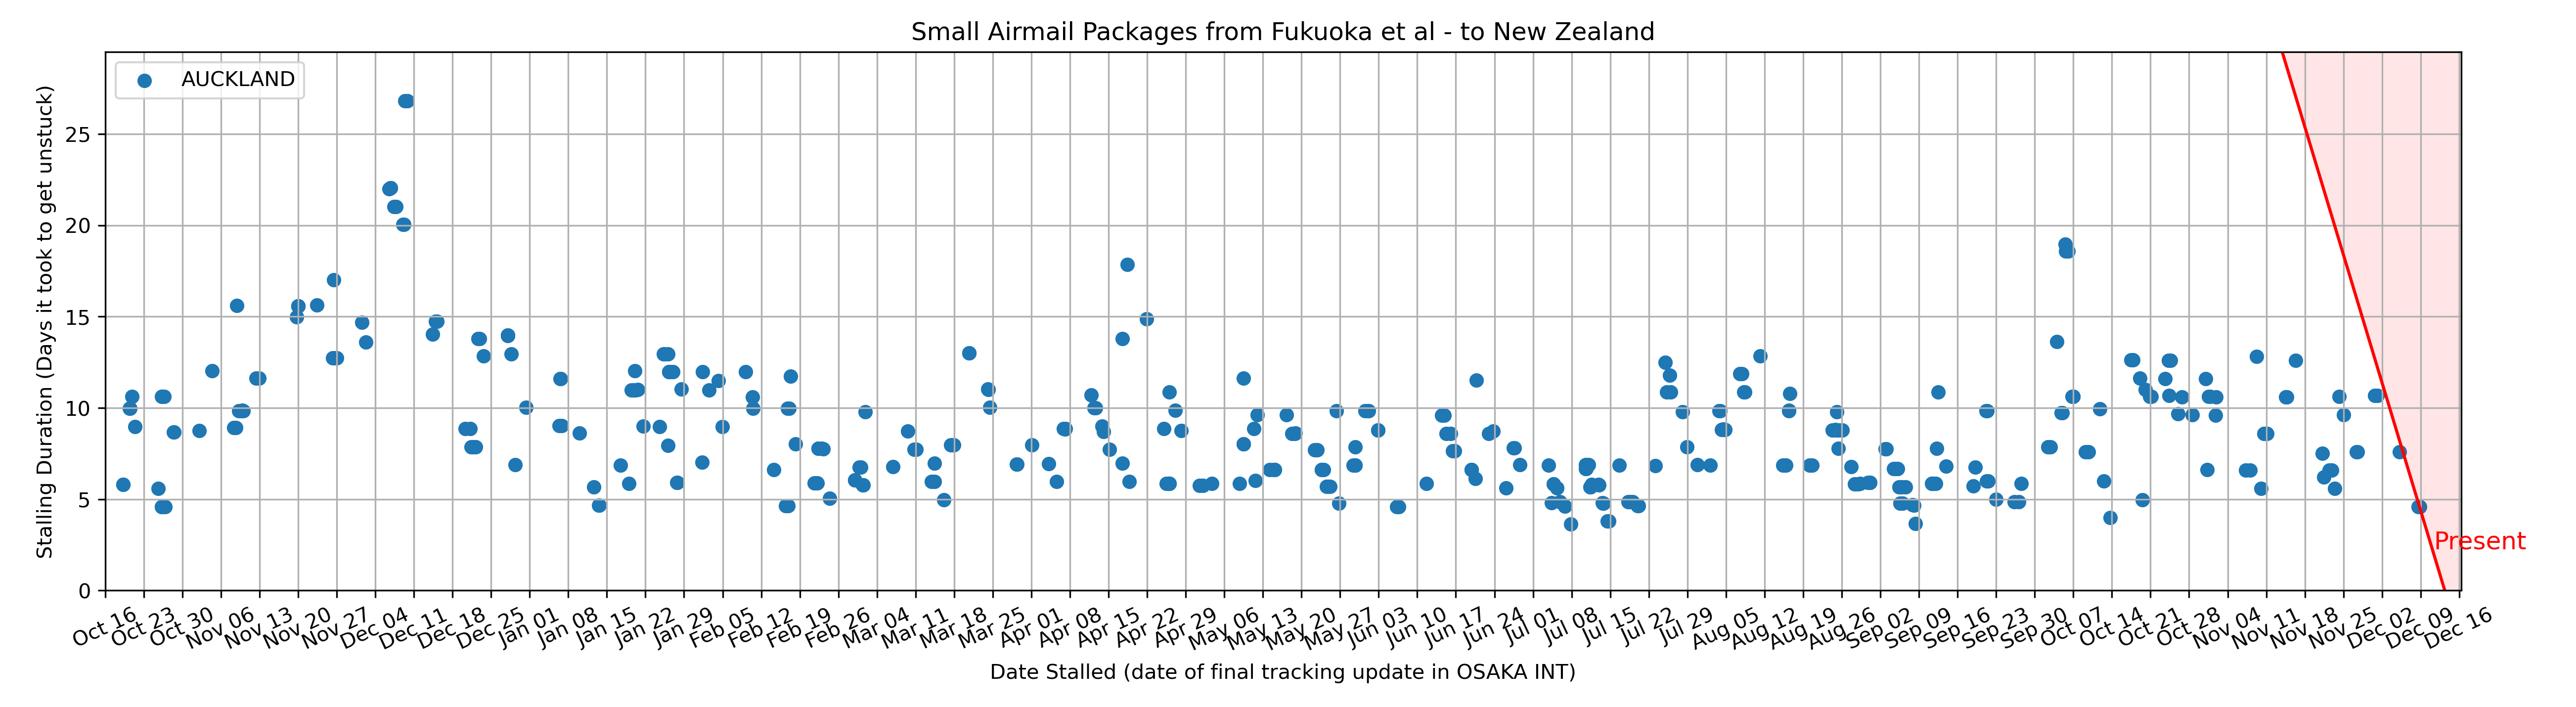 Small Airmail Packages from Fukuoka et al - to New Zealand
AUCKLAND
Stalling Duration (Days it took to get unstuck)
25
20
15
10
5
0
Present
Oct 16 Oct 23 Oct 30 Nov 06 Nov 13 Nov 20 Nov 27 Dec 04 Dec 11 Dec 18 Dec 25 Jan 01 Jan 08 Jan 15 Jan 22 Jan 29 Feb 05 Feb 12 Feb 19 Feb 26 Mar 04 Mar 11 Mar 18 Mar 25 Apr 01 Apr 08 Apr 15 Apr 22 Apr 29 May 06 May 13 May 20 May 27 Jun 03 Jun 10 Jun 17 Jun 24 Jul 01 Jul 08 Jul 15 Jul 22 Jul 29 Aug 05 Aug 12 Aug 19 Aug 26 Sep 02 Sep 09 Sep 16 Sep 23 Sep 30 Oct 07 Oct 14 Oct 21 Oct 28 Nov 04 Nov 11 Nov 18 Nov 25 Dec 02 Dec 09 Dec 16
Date Stalled (date of final tracking update in OSAKA INT)